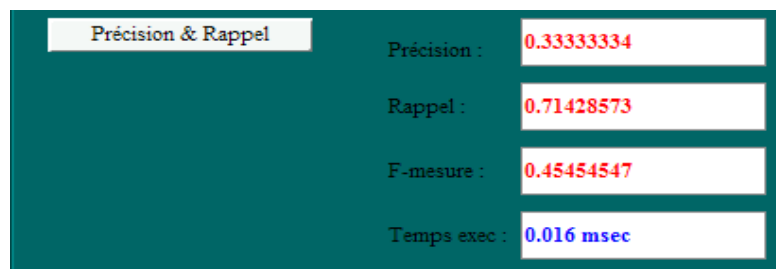 Précision & Rappel
Précision : 0.33333334
Rappel : 0.71428573
F-mesure : 0.45454547
Temps exec : 0.016 msec